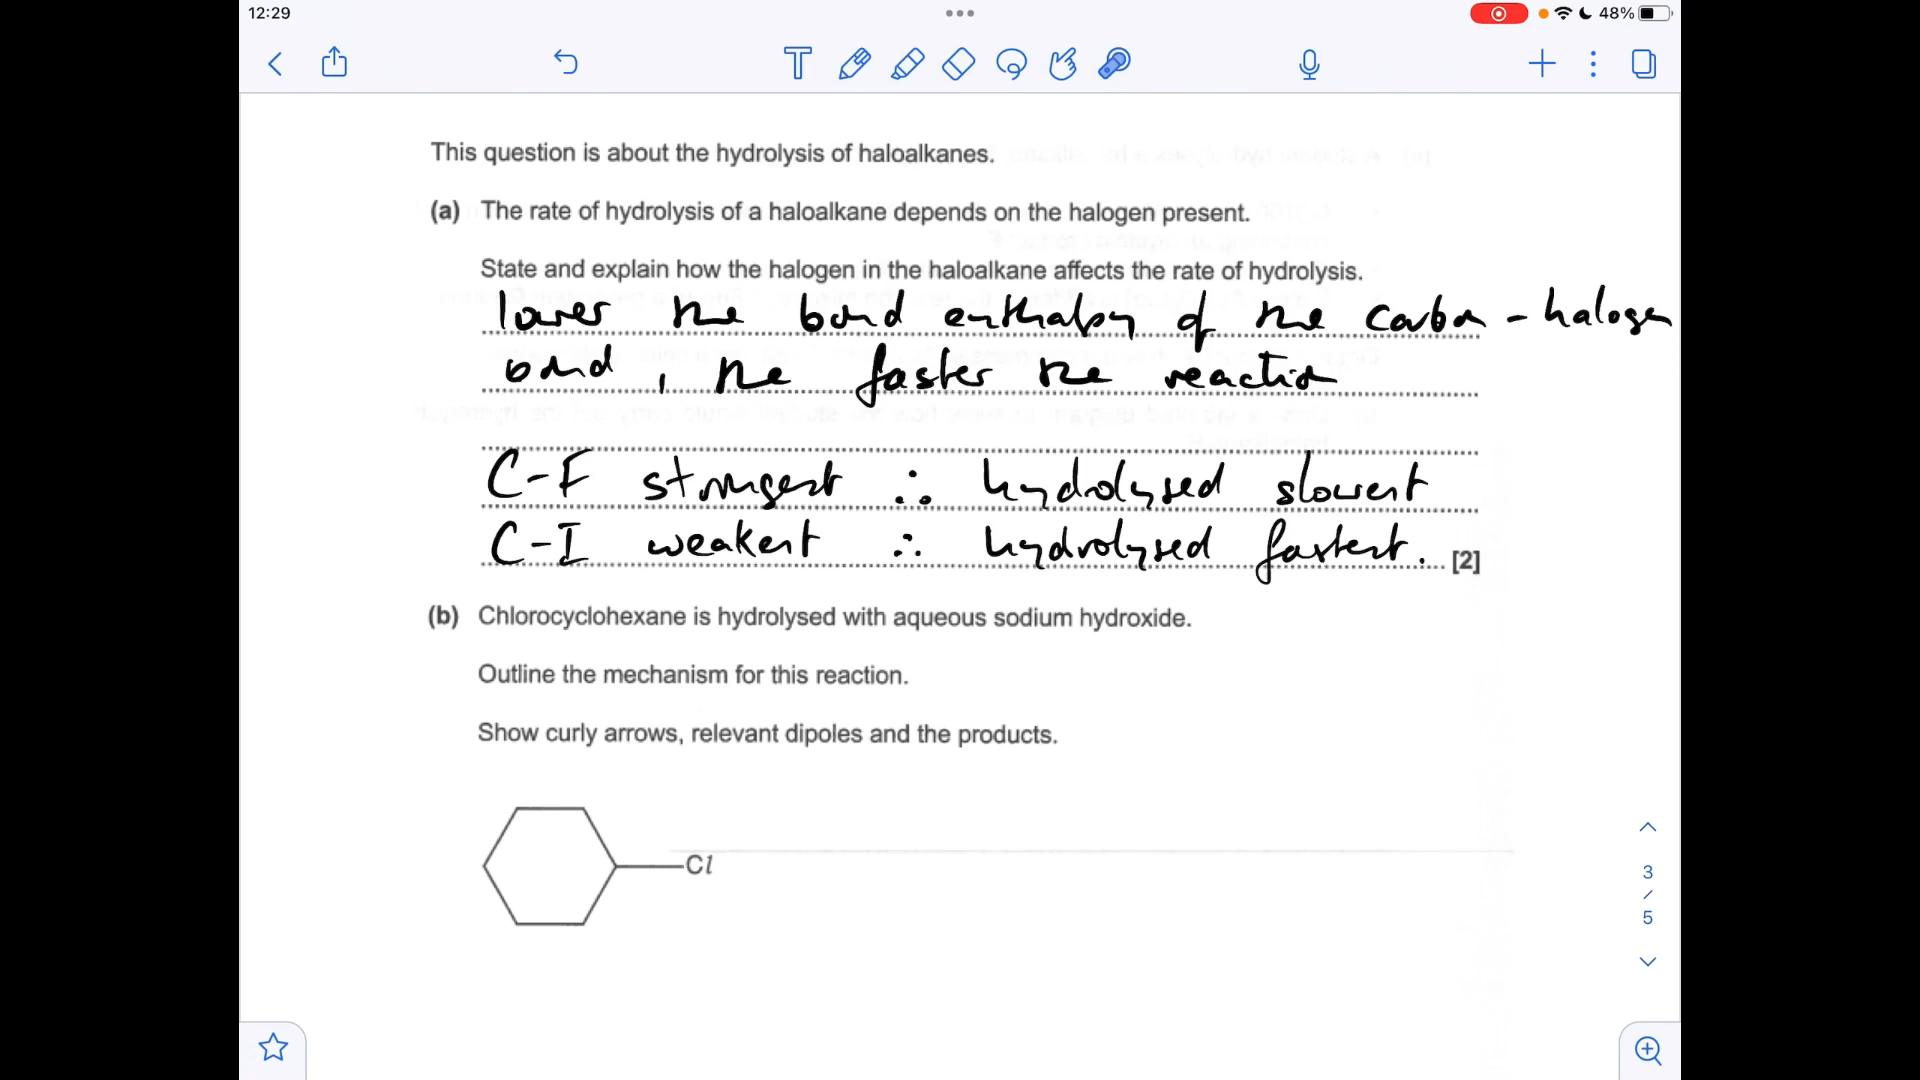 12:29
48%
This question is about the hydrolysis of haloalkanes.
(a) The rate of hydrolysis of a haloalkane depends on the halogen present.
State and explain how the halogen in the haloalkane affects the rate of hydrolysis.
lower the bond enthalpy of the carbon - halogen
bond, the faster the reaction
C-F strongest ∴ hydrolysed slowest
C-I weakest ∴ hydrolysed fastest. [2]
(b) Chlorocyclohexane is hydrolysed with aqueous sodium hydroxide.
Outline the mechanism for this reaction.
Show curly arrows, relevant dipoles and the products.
Cl
3
/
5